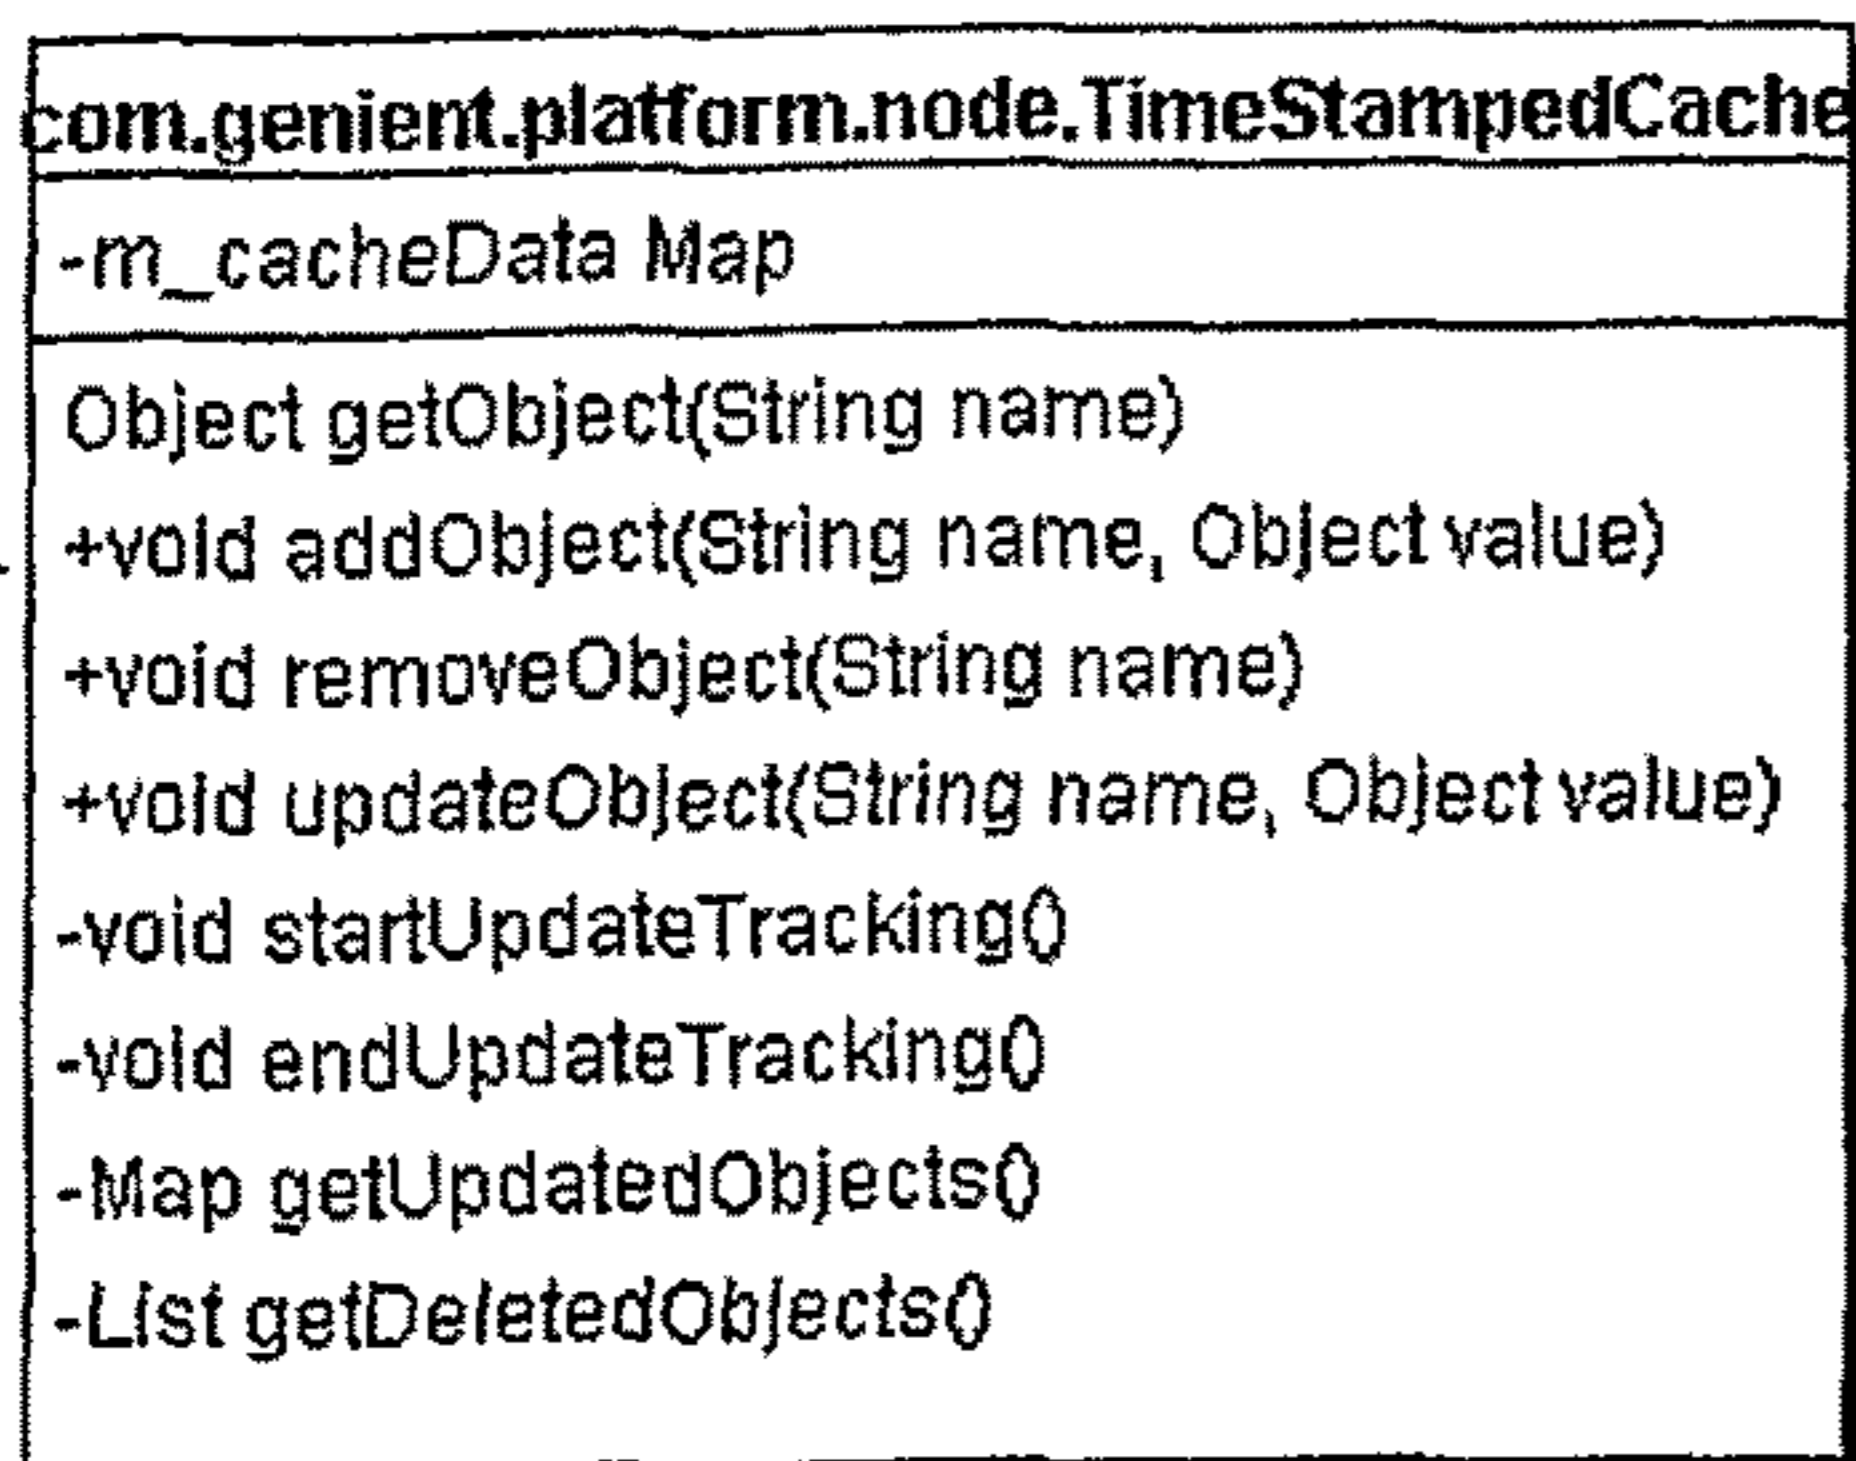 com.genient.platform.node.TimeStampedCache
-m_cacheData Map
Object getObject(String name)
+void addObject(String name, Object value)
+void removeObject(String name)
+void updateObject(String name, Object value)
-void startUpdateTracking()
-void endUpdateTracking()
-Map getUpdatedObjects()
-List getDeletedObjects()